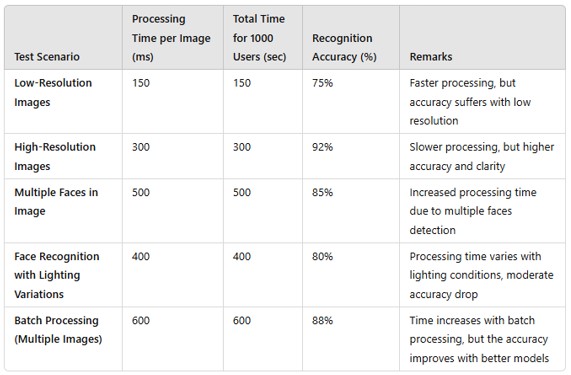 Test Scenario
Processing
Time per Image
(ms)
Total Time
for 1000
Users (sec)
Recognition
Accuracy (%)
Remarks
Low-Resolution
Images
150
150
75%
Faster processing, but
accuracy suffers with low
resolution
High-Resolution
Images
300
300
92%
Slower processing, but higher
accuracy and clarity
Multiple Faces in
Image
500
500
85%
Increased processing time
due to multiple faces
detection
Face Recognition
with Lighting
Variations
400
400
80%
Processing time varies with
lighting conditions, moderate
accuracy drop
Batch Processing
(Multiple Images)
600
600
88%
Time increases with batch
processing, but the accuracy
improves with better models